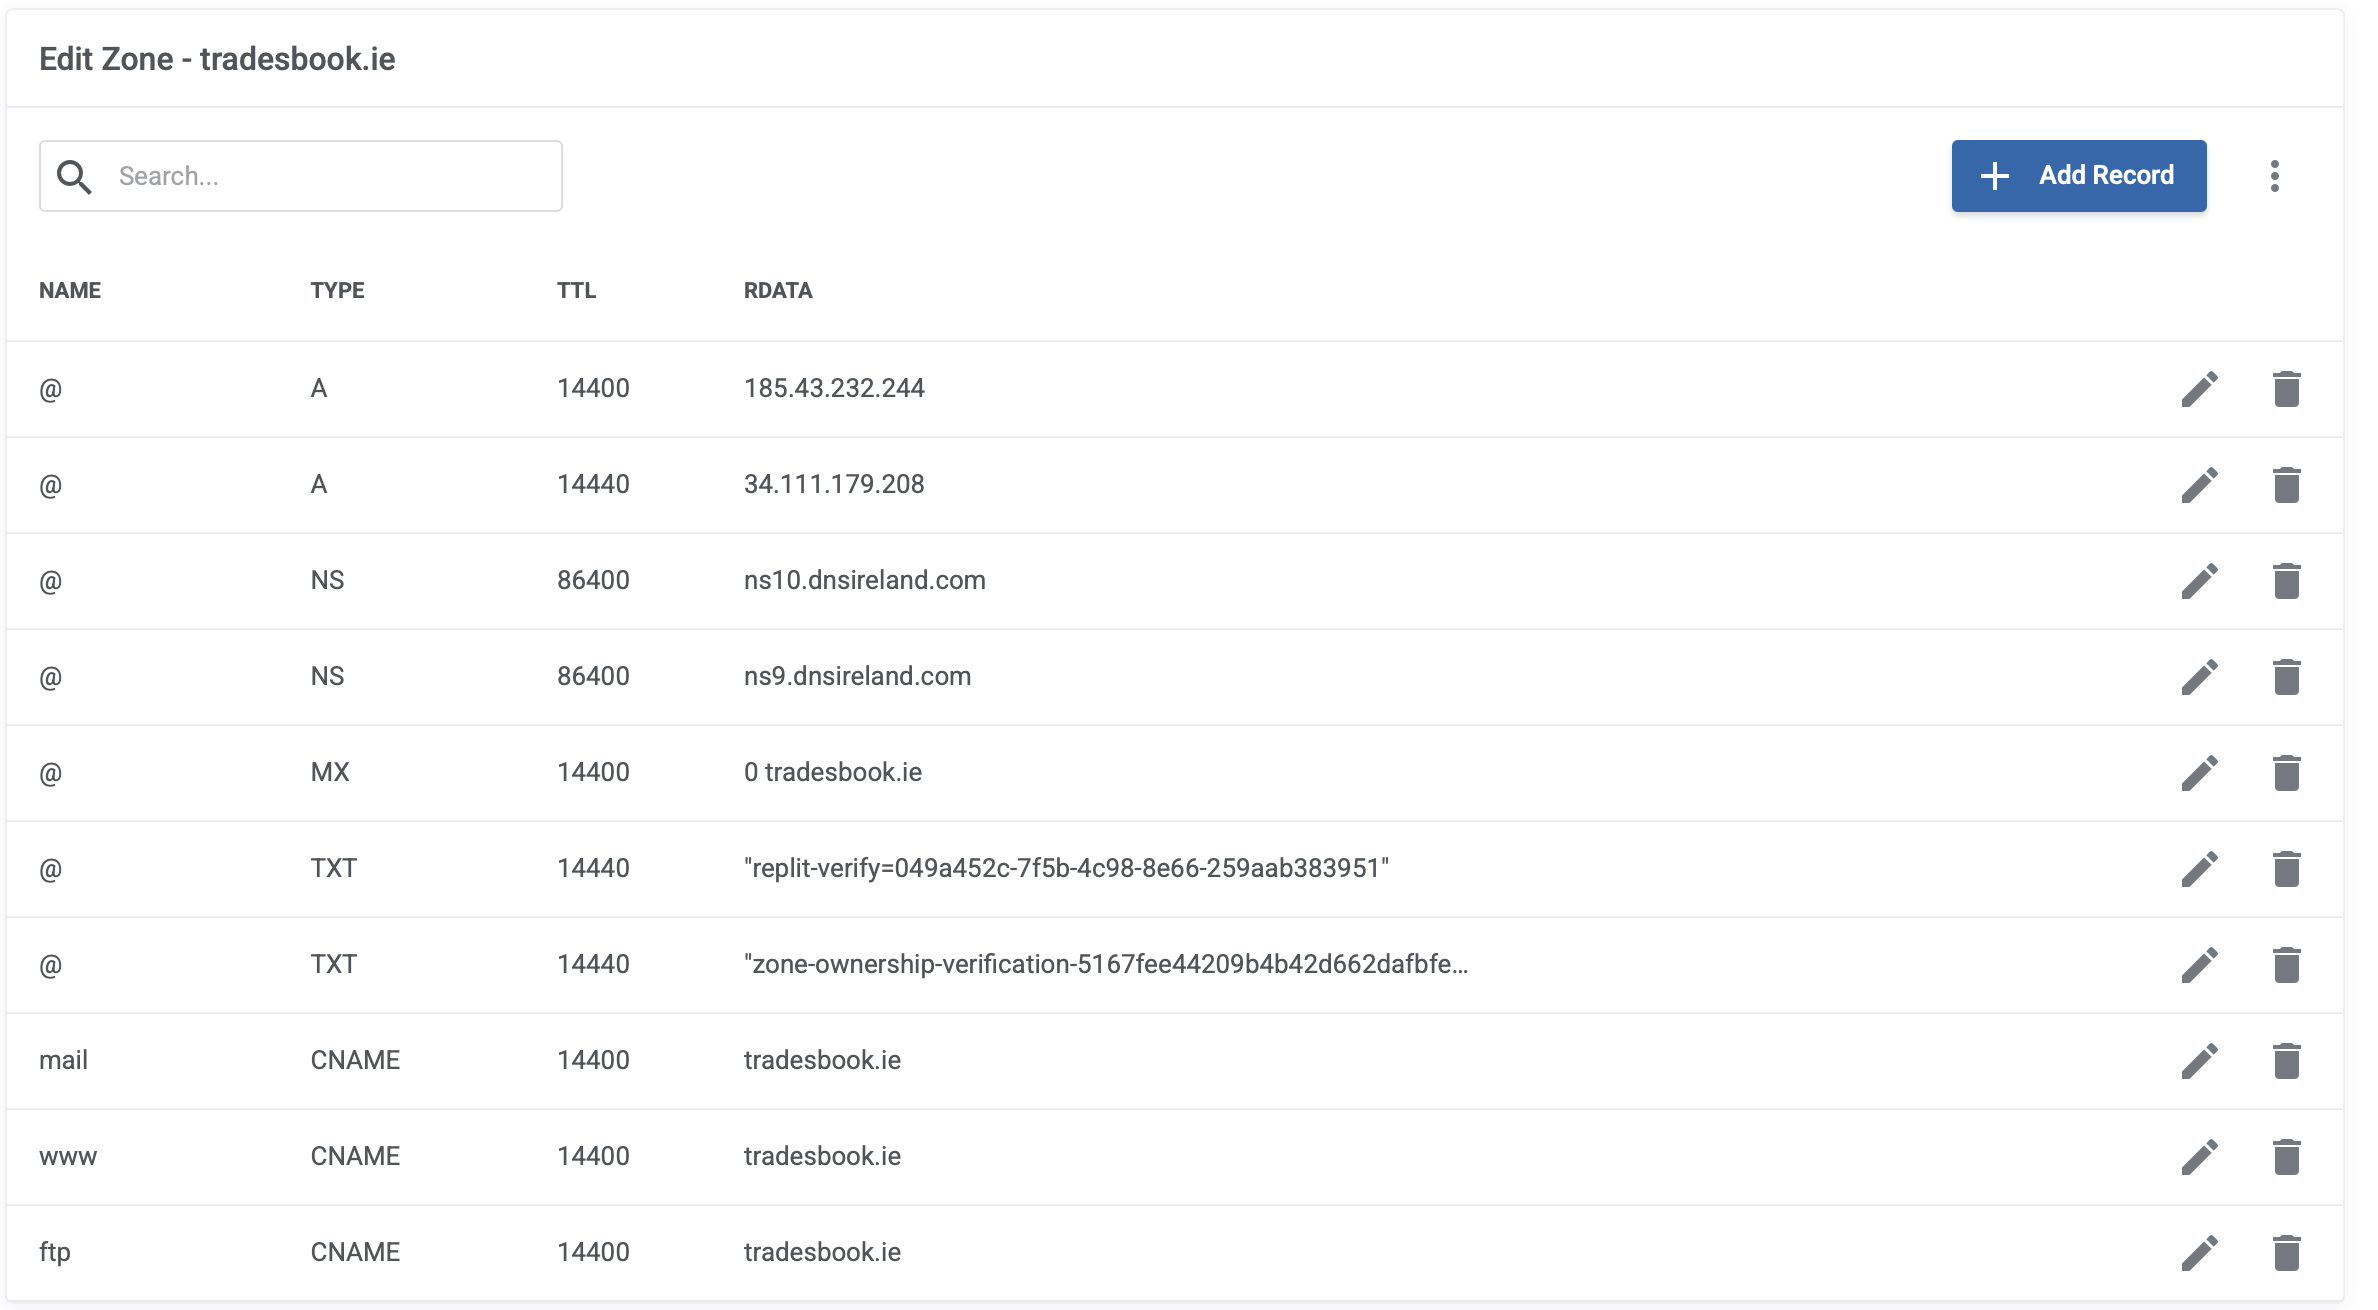 Edit Zone - tradesbook.ie
Search...
Add Record
NAME TYPE TTL RDATA
@ A 14400 185.43.232.244
@ A 14440 34.111.179.208
@ NS 86400 ns10.dnsireland.com
@ NS 86400 ns9.dnsireland.com
@ MX 14400 0 tradesbook.ie
@ TXT 14440 "replit-verify=049a452c-7f5b-4c98-8e66-259aab383951"
@ TXT 14440 "zone-ownership-verification-5167fee44209b4b42d662dafbfe...
mail CNAME 14400 tradesbook.ie
www CNAME 14400 tradesbook.ie
ftp CNAME 14400 tradesbook.ie